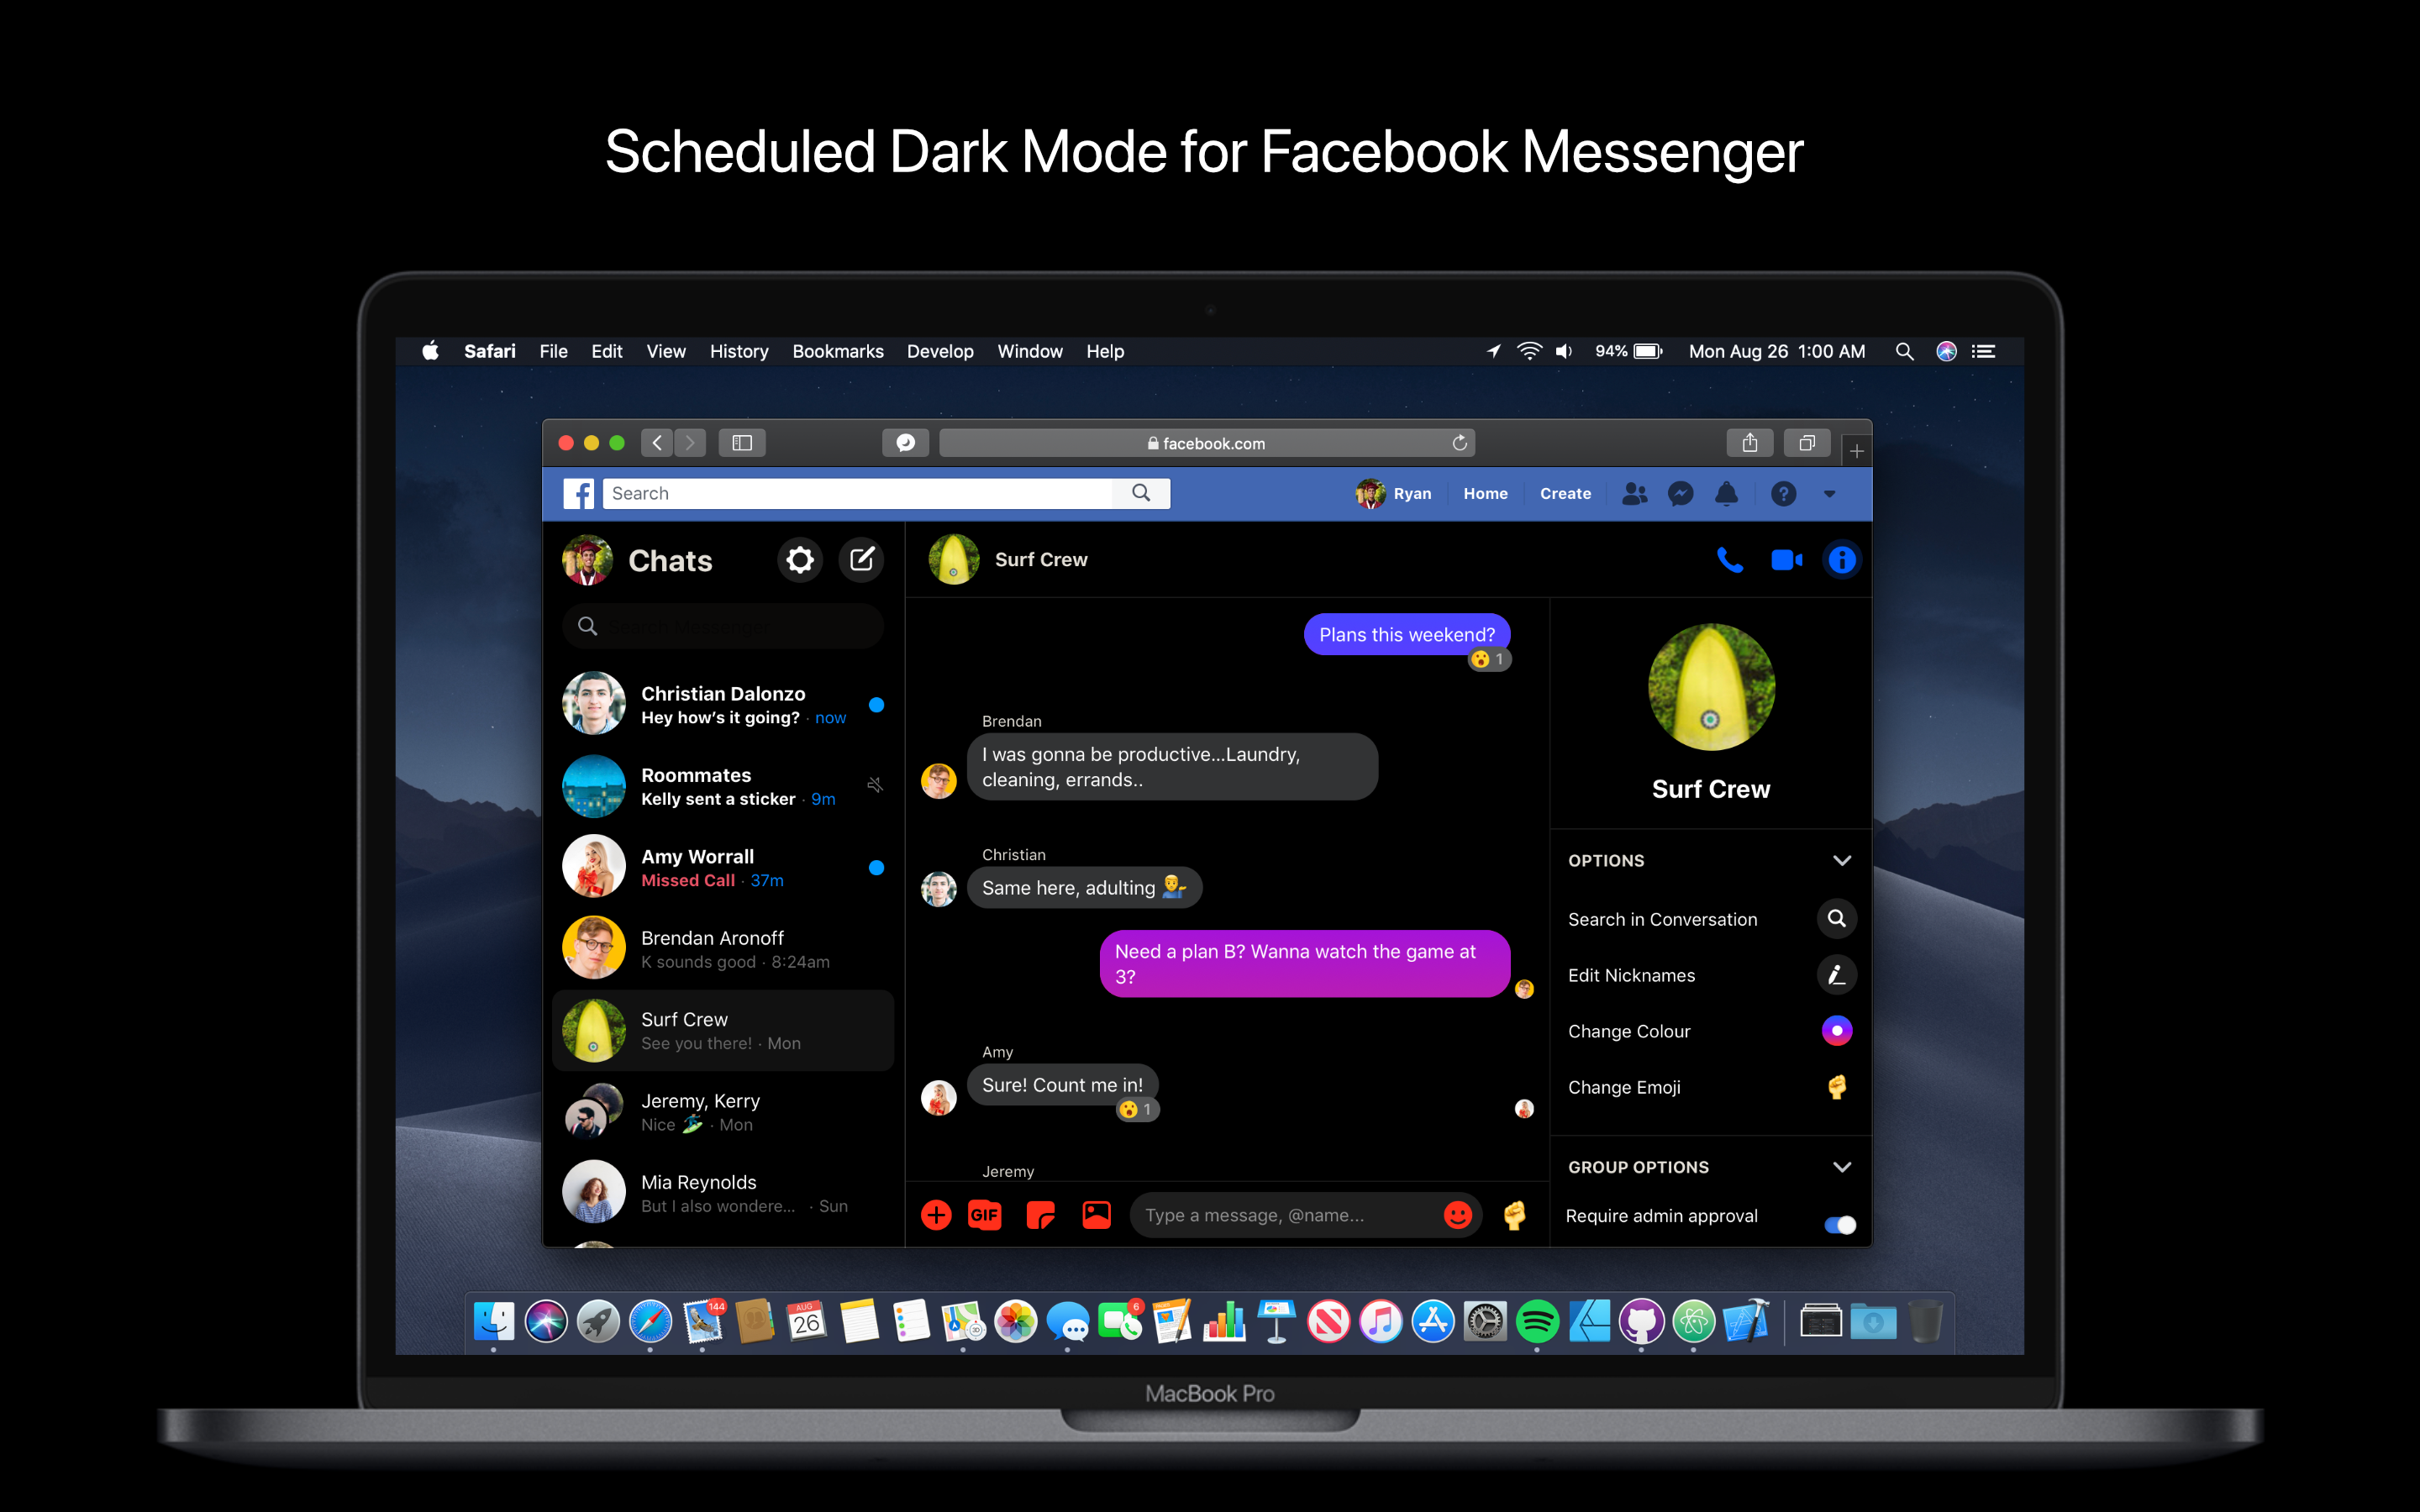 Scheduled Dark Mode for Facebook Messenger
Safari File Edit View History Bookmarks Develop Window Help 94% Mon Aug 26 1:00 AM
facebook.com
Search Ryan Home Create
Chats
Surf Crew
Search Messenger
Christian Dalonzo
Hey how's it going? · now
Roommates
Kelly sent a sticker · 9m
Amy Worrall
Missed Call · 37m
Brendan Aronoff
K sounds good · 8:24am
Surf Crew
See you there! · Mon
Jeremy, Kerry
Nice 🏄 · Mon
Mia Reynolds
But I also wondere... · Sun
Plans this weekend?
😮 1
Brendan
I was gonna be productive...Laundry,
cleaning, errands..
Christian
Same here, adulting 💁‍♂️
Need a plan B? Wanna watch the game at
3?
Amy
Sure! Count me in!
😮 1
Jeremy
GIF
Type a message, @name...
Surf Crew
OPTIONS
Search in Conversation
Edit Nicknames
Change Colour
Change Emoji
GROUP OPTIONS
Require admin approval
144
AUG
26
3D
6
MacBook Pro